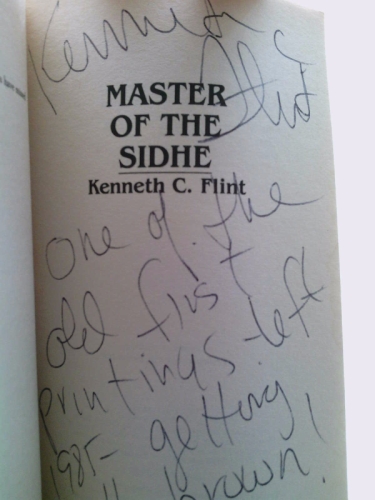 Kenneth
Flint
MASTER
OF THE
SIDHE
Kenneth C. Flint
one of the
old first
printings left
1985- getting
brown!